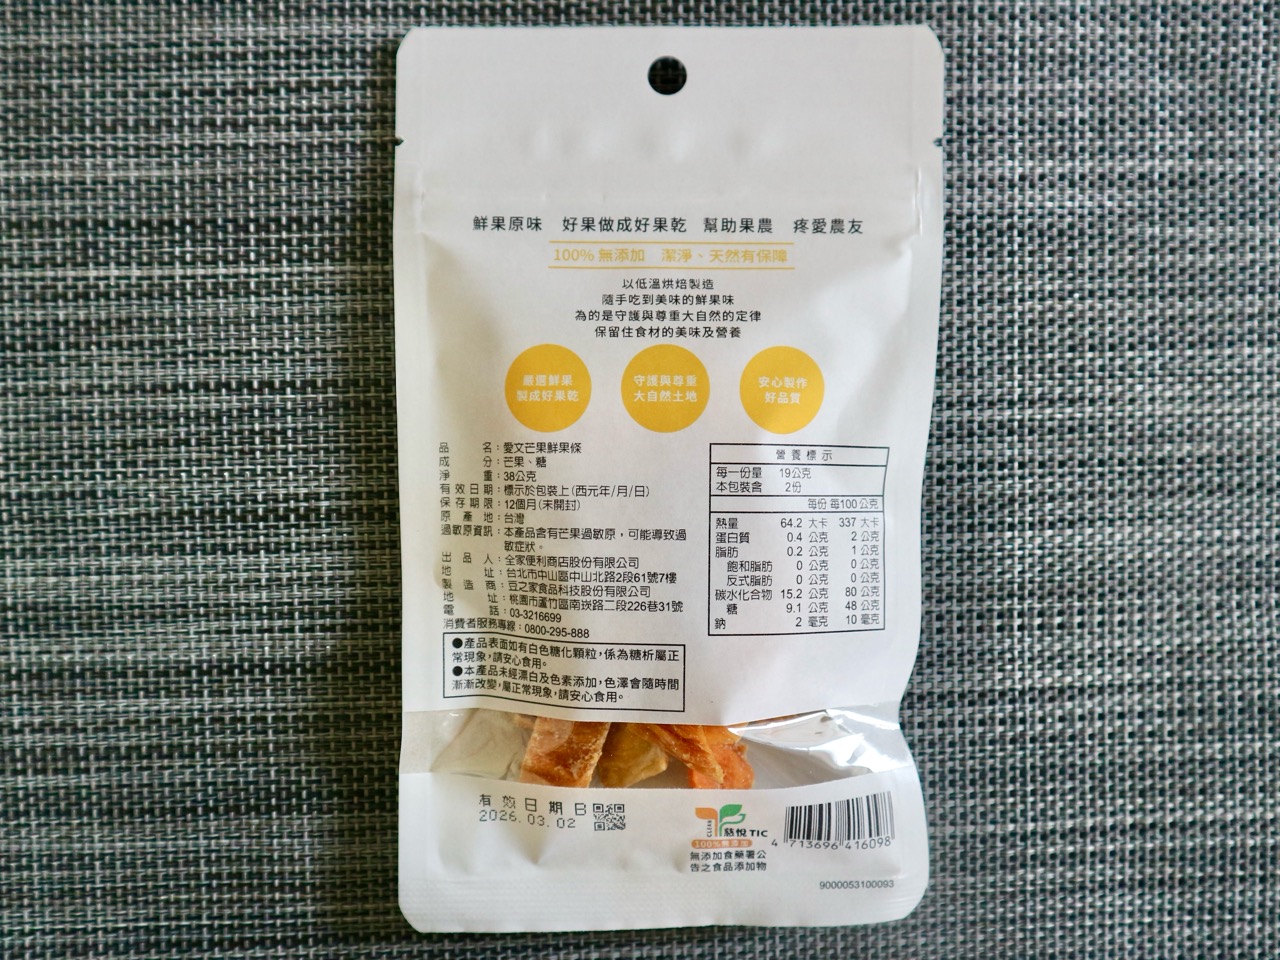 鮮果原味　好果做成好果乾　幫助果農　疼愛農友
100% 無添加　潔淨、天然有保障
以低溫烘焙製造
隨手吃到美味的鮮果味
為的是守護與尊重大自然的定律
保留住食材的美味及營養
嚴選鮮果
製成好果乾
守護與尊重
大自然土地
安心製作
好品質
品名：愛文芒果鮮果條
成分：芒果、糖
淨重：38公克
有效日期：標示於包裝上(西元年/月/日)
保存期限：12個月(未開封)
原產地：台灣
過敏原資訊：本產品含有芒果過敏原，可能導致過
敏症狀。
出品人：全家便利商店股份有限公司
地址：台北市中山區中山北路2段61號7樓
製造商：豆之家食品科技股份有限公司
地址：桃園市蘆竹區南崁路二段226巷31號
電話：03-3216699
消費者服務專線：0800-295-888
●產品表面如有白色糖化顆粒，係為糖析屬正
常現象，請安心食用。
●本產品未經漂白及色素添加，色澤會隨時間
漸漸改變，屬正常現象，請安心食用。
營養標示
每一份量　19公克
本包裝含　2份
每份 每100公克
熱量　64.2 大卡　337 大卡
蛋白質　0.4 公克　2 公克
脂肪　0.2 公克　1 公克
飽和脂肪　0 公克　0 公克
反式脂肪　0 公克　0 公克
碳水化合物　15.2 公克　80 公克
糖　9.1 公克　48 公克
鈉　2 毫克　10 毫克
有效日期 B
2026.03.02
CLEAN
慈悅 TIC
100%無添加
無添加食藥署公
告之食品添加物
4 713696 416098
9000053100093